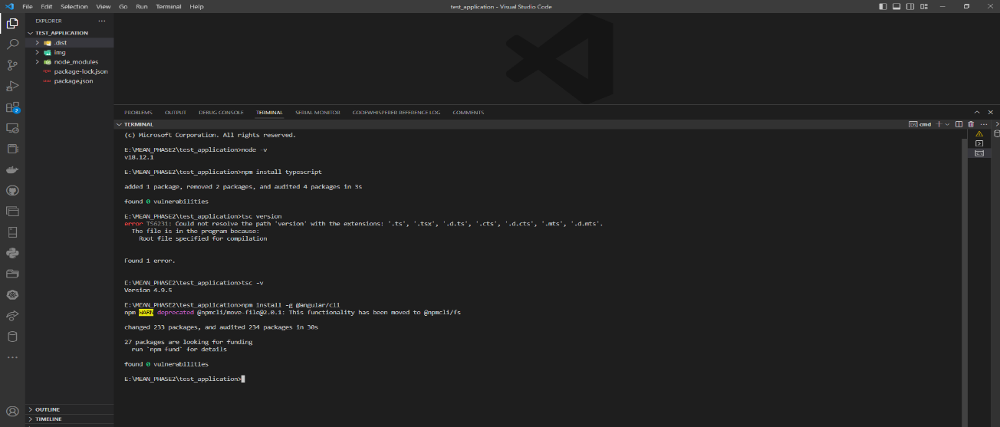 File Edit Selection View Go Run Terminal Help
test_application - Visual Studio Code
EXPLORER
TEST_APPLICATION
.dist
img
node_modules
package-lock.json
package.json
OUTLINE
TIMELINE
PROBLEMS OUTPUT DEBUG CONSOLE TERMINAL SERIAL MONITOR CODEWHISPERER REFERENCE LOG COMMENTS
TERMINAL
cmd
(c) Microsoft Corporation. All rights reserved.
E:\MEAN_PHASE2\test_application>node -v
v18.12.1
E:\MEAN_PHASE2\test_application>npm install typescript
added 1 package, removed 2 packages, and audited 4 packages in 3s
found 0 vulnerabilities
E:\MEAN_PHASE2\test_application>tsc version
error TS6231: Could not resolve the path 'version' with the extensions: '.ts', '.tsx', '.d.ts', '.cts', '.d.cts', '.mts', '.d.mts'.
The file is in the program because:
Root file specified for compilation
Found 1 error.
E:\MEAN_PHASE2\test_application>tsc -v
Version 4.9.5
E:\MEAN_PHASE2\test_application>npm install -g @angular/cli
npm WARN deprecated @npmcli/move-file@2.0.1: This functionality has been moved to @npmcli/fs
changed 233 packages, and audited 234 packages in 30s
27 packages are looking for funding
run `npm fund` for details
found 0 vulnerabilities
E:\MEAN_PHASE2\test_application>
2